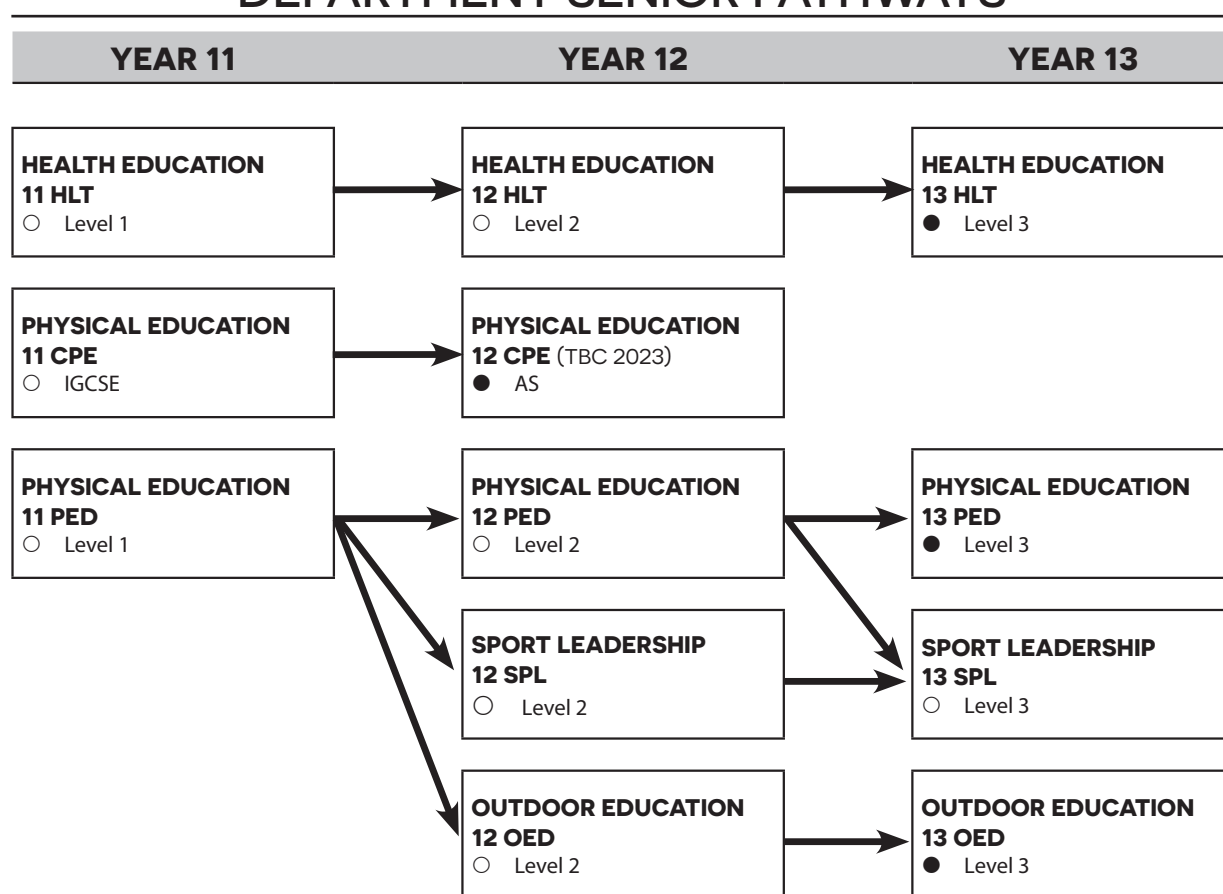 DEPARTMENT SENIOR PATHWAYS
YEAR 11
YEAR 12
YEAR 13
HEALTH EDUCATION
11 HLT
○ Level 1
HEALTH EDUCATION
12 HLT
○ Level 2
HEALTH EDUCATION
13 HLT
● Level 3
PHYSICAL EDUCATION
11 CPE
○ IGCSE
PHYSICAL EDUCATION
12 CPE (TBC 2023)
● AS
PHYSICAL EDUCATION
11 PED
○ Level 1
PHYSICAL EDUCATION
12 PED
○ Level 2
PHYSICAL EDUCATION
13 PED
● Level 3
SPORT LEADERSHIP
12 SPL
○ Level 2
SPORT LEADERSHIP
13 SPL
○ Level 3
OUTDOOR EDUCATION
12 OED
○ Level 2
OUTDOOR EDUCATION
13 OED
● Level 3